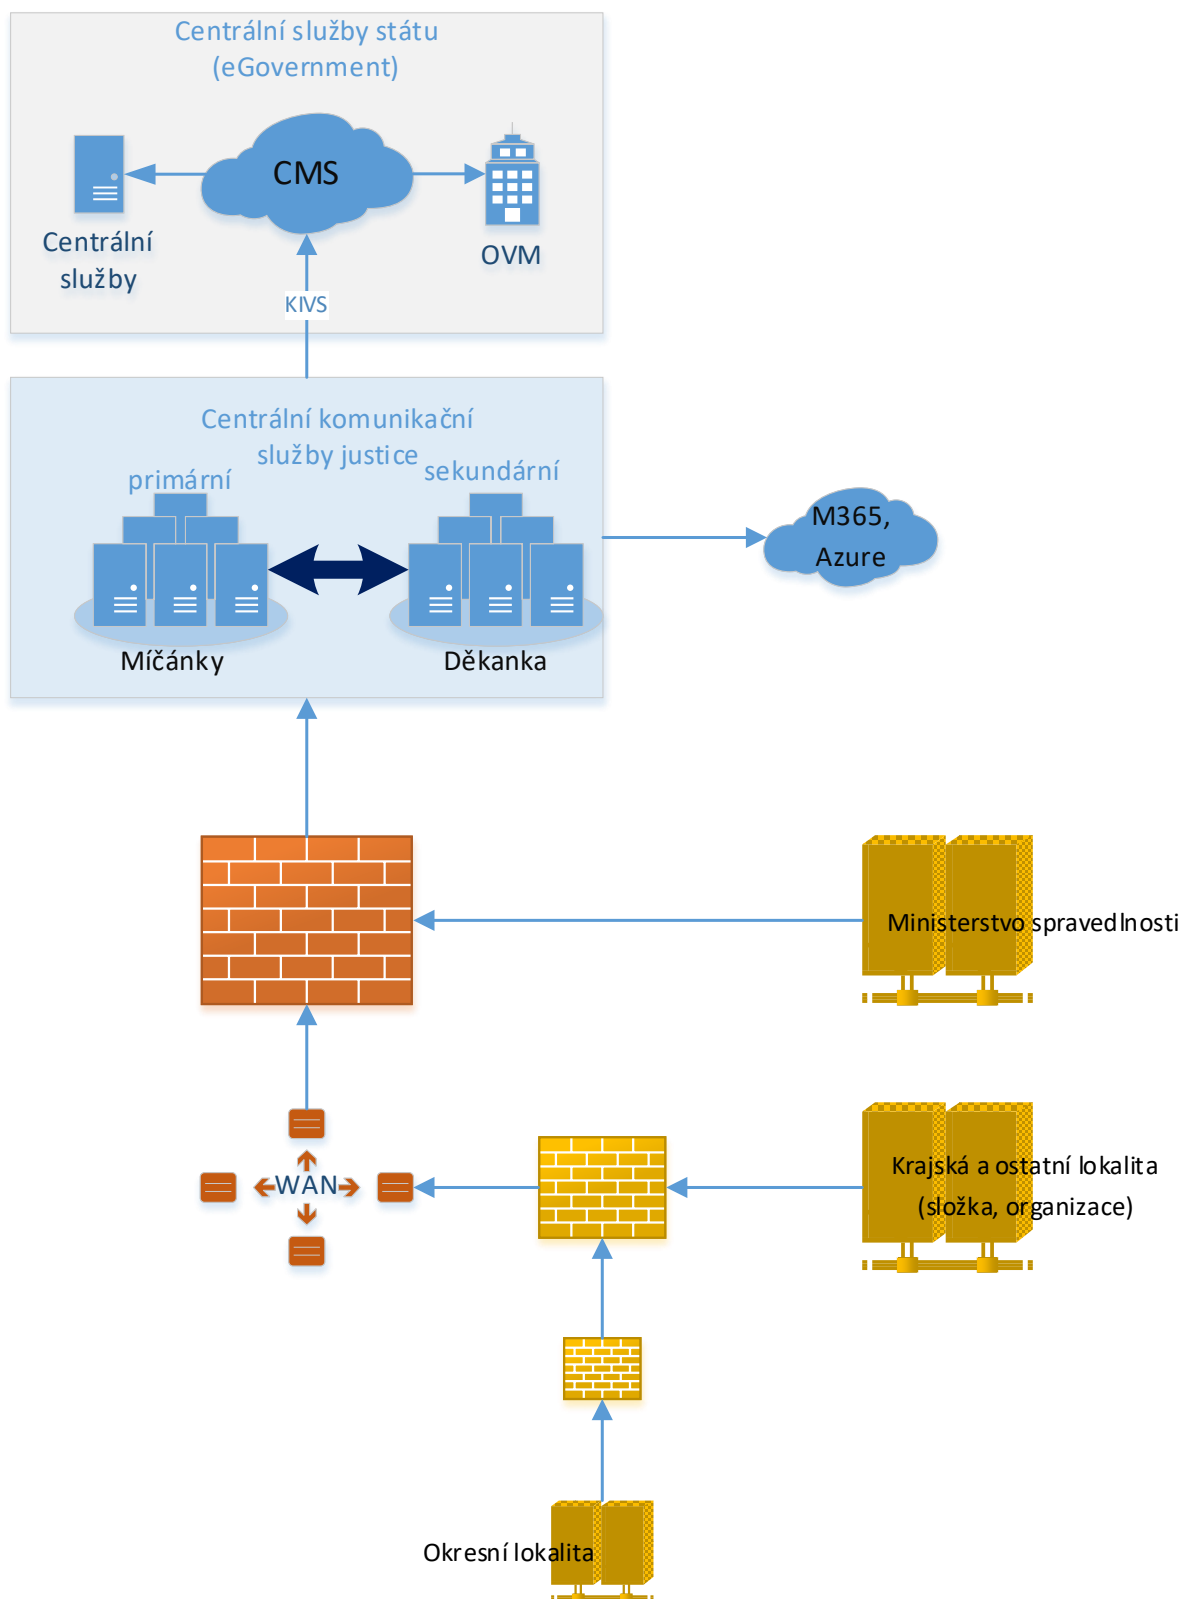 Centrální služby státu
(eGovernment)
CMS
Centrální
služby
OVM
KIVS
Centrální komunikační
služby justice
primární
sekundární
Míčánky
Děkanka
M365,
Azure
Ministerstvo spravedlnosti
WAN
Krajská a ostatní lokalita
(složka, organizace)
Okresní lokalita